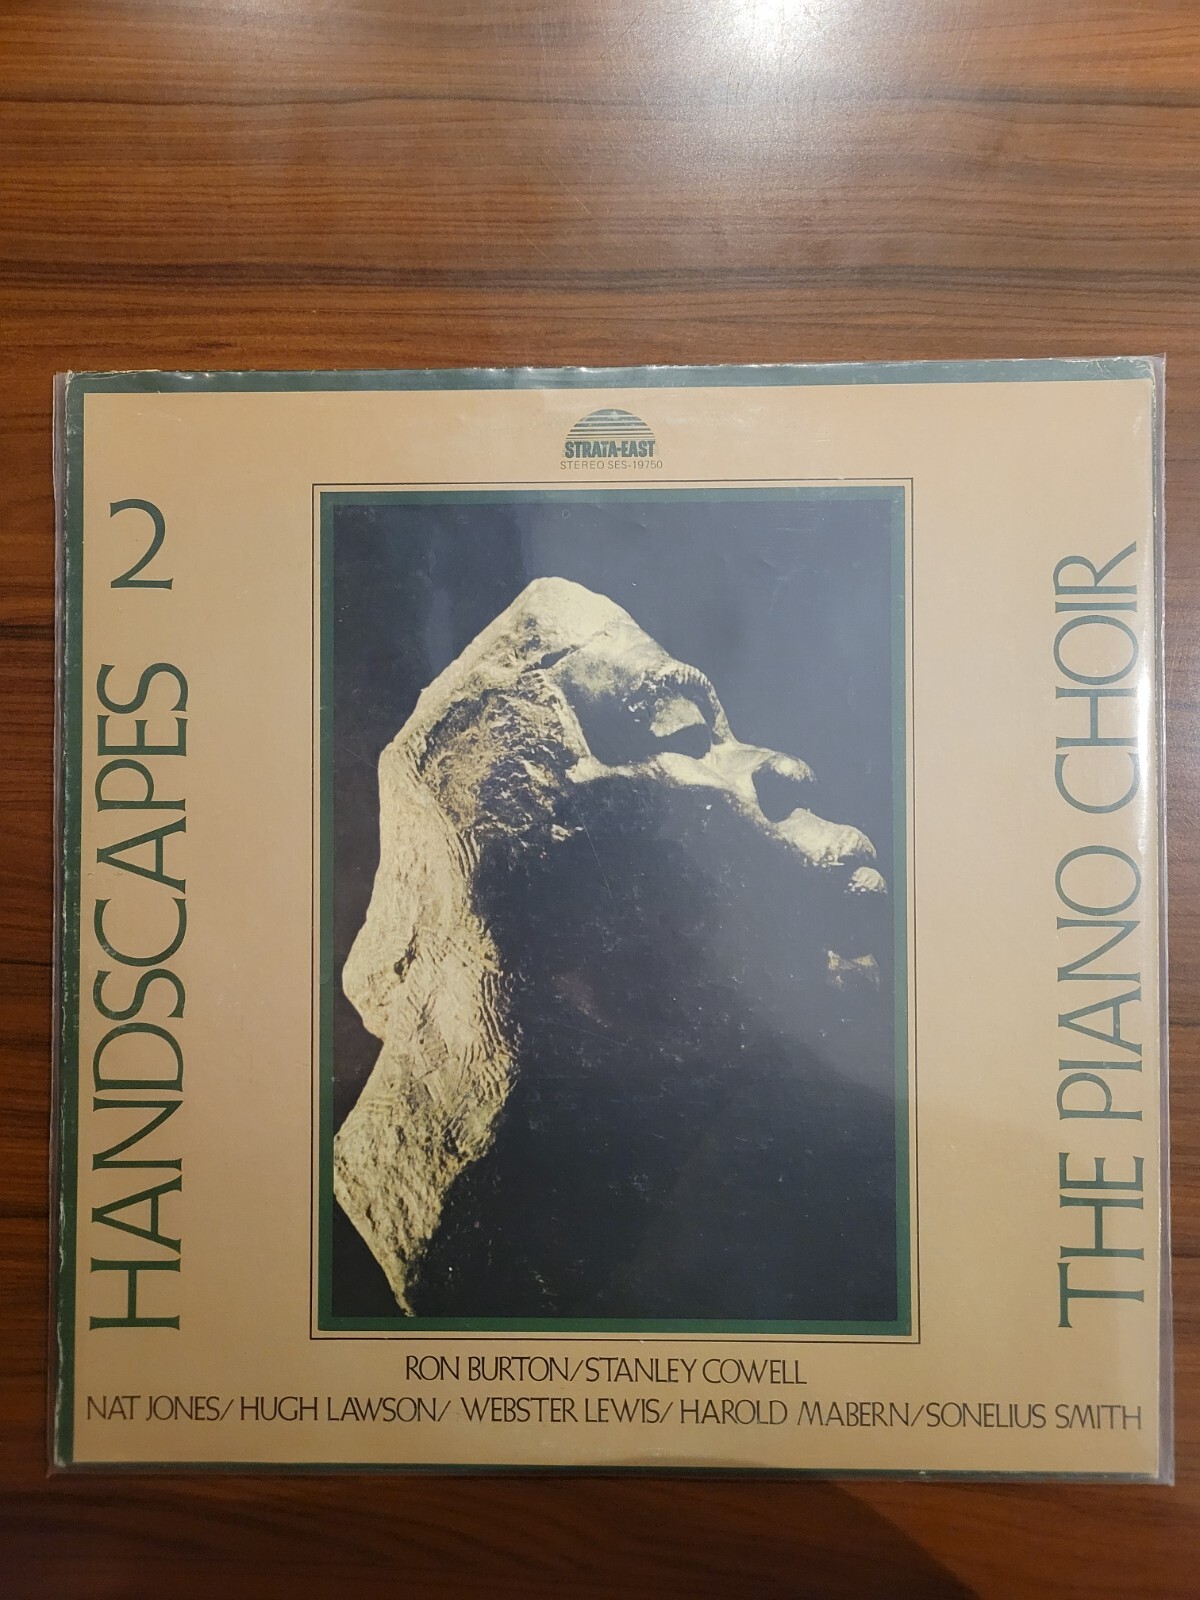 STRATA-EAST
STEREO SES-19750
HANDSCAPES 2
THE PIANO CHOIR
RON BURTON/STANLEY COWELL
NAT JONES/HUGH LAWSON/WEBSTER LEWIS/HAROLD MABERN/SONELIUS SMITH